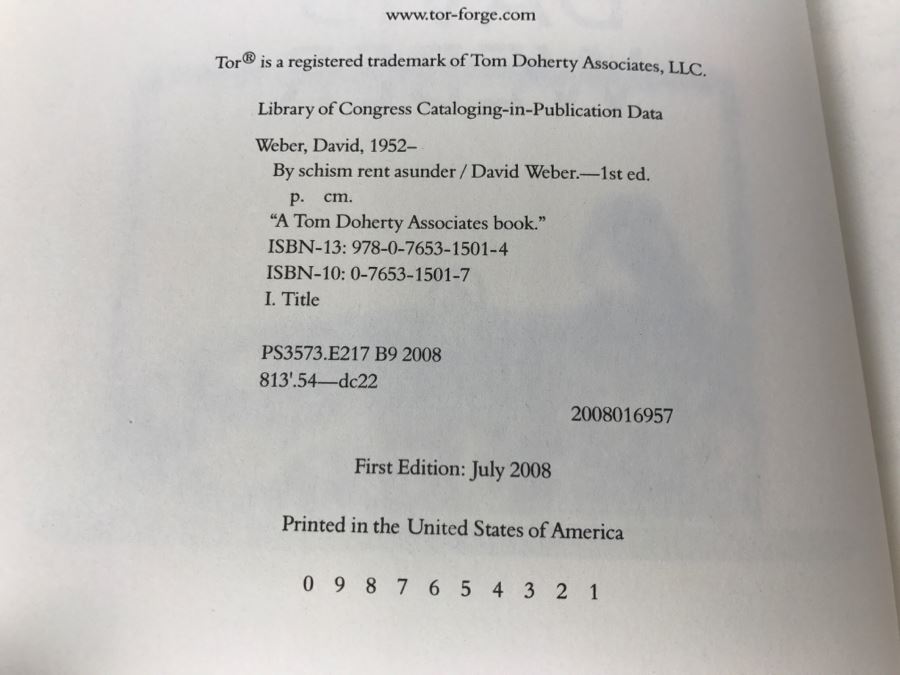 www.tor-forge.com
Tor® is a registered trademark of Tom Doherty Associates, LLC.
Library of Congress Cataloging-in-Publication Data
Weber, David, 1952–
By schism rent asunder / David Weber.—1st ed.
p. cm.
“A Tom Doherty Associates book.”
ISBN-13: 978-0-7653-1501-4
ISBN-10: 0-7653-1501-7
I. Title
PS3573.E217 B9 2008
813'.54—dc22
2008016957
First Edition: July 2008
Printed in the United States of America
0 9 8 7 6 5 4 3 2 1